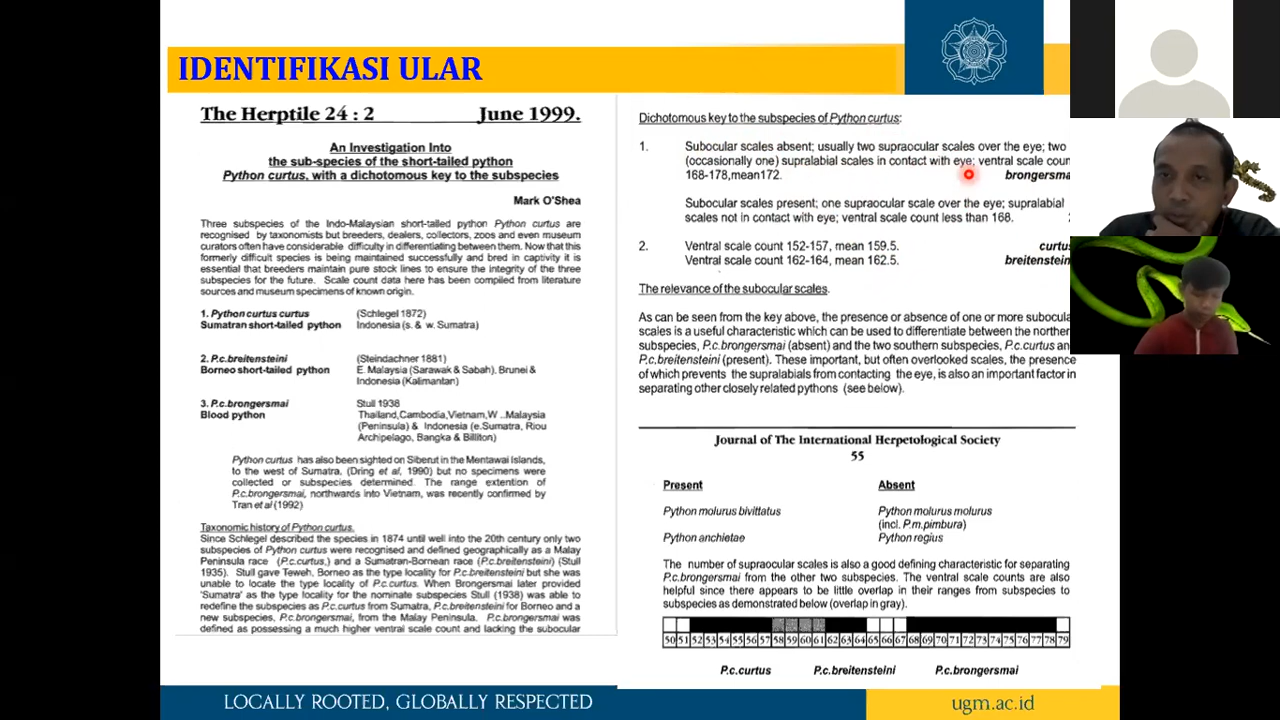 IDENTIFIKASI ULAR
The Herptile 24 : 2 June 1999.
An Investigation Into
the sub-species of the short-tailed python
Python curtus, with a dichotomous key to the subspecies
Mark O'Shea
Three subspecies of the Indo-Malaysian short-tailed python Python curtus are
recognised by taxonomists but breeders, dealers, collectors, zoos and even museum
curators often have considerable difficulty in differentiating between them. Now that this
formerly difficult species is being maintained successfully and bred in captivity it is
essential that breeders maintain pure stock lines to ensure the integrity of the three
subspecies for the future. Scale count data here has been compiled from literature
sources and museum specimens of known origin.
1. Python curtus curtus (Schlegel 1872)
Sumatran short-tailed python Indonesia (s. & w. Sumatra)
2. P.c.breitensteini (Steindachner 1881)
Borneo short-tailed python E. Malaysia (Sarawak & Sabah), Brunei &
Indonesia (Kalimantan)
3. P.c.brongersmai Stull 1938
Blood python Thailand,Cambodia,Vietnam,W ..Malaysia
(Peninsula) & Indonesia (e.Sumatra, Riou
Archipelago, Bangka & Billiton)
Python curtus has also been sighted on Siberut in the Mentawai Islands,
to the west of Sumatra, (Dring et al, 1990) but no specimens were
collected or subspecies determined. The range extention of
P.c.brongersmai, northwards into Vietnam, was recently confirmed by
Tran et al (1992)
Taxonomic history of Python curtus.
Since Schlegel described the species in 1874 until well into the 20th century only two
subspecies of Python curtus were recognised and defined geographically as a Malay
Peninsula race (P.c.curtus,) and a Sumatran-Bornean race (P.c.breitensteini) (Stull
1935). Stull gave Teweh, Borneo as the type locality for P.c.breitensteini but she was
unable to locate the type locality of P.c.curtus. When Brongersmai later provided
'Sumatra' as the type locality for the nominate subspecies Stull (1938) was able to
redefine the subspecies as P.c.curtus from Sumatra, P.c.breitensteini for Borneo and a
new subspecies, P.c.brongersmai, from the Malay Peninsula. P.c.brongersmai was
defined as possessing a much higher ventral scale count and lacking the subocular
Dichotomous key to the subspecies of Python curtus:
1. Subocular scales absent; usually two supraocular scales over the eye; two
(occasionally one) supralabial scales in contact with eye; ventral scale coun
168-178,mean172. brongersma
Subocular scales present; one supraocular scale over the eye; supralabial
scales not in contact with eye; ventral scale count less than 168.
2. Ventral scale count 152-157, mean 159.5. curtu
Ventral scale count 162-164, mean 162.5. breitenstein
The relevance of the subocular scales.
As can be seen from the key above, the presence or absence of one or more subocula
scales is a useful characteristic which can be used to differentiate between the norther
subspecies, P.c.brongersmai (absent) and the two southern subspecies, P.c.curtus an
P.c.breitensteini (present). These important, but often overlooked scales, the presence
of which prevents the supralabials from contacting the eye, is also an important factor in
separating other closely related pythons (see below).
Journal of The International Herpetological Society
55
Present Absent
Python molurus bivittatus Python molurus molurus
(incl. P.m.pimbura)
Python anchietae Python regius
The number of supraocular scales is also a good defining characteristic for separating
P.c.brongersmai from the other two subspecies. The ventral scale counts are also
helpful since there appears to be little overlap in their ranges from subspecies to
subspecies as demonstrated below (overlap in gray).
50 51 52 53 54 55 56 57 58 59 60 61 62 63 64 65 66 67 68 69 70 71 72 73 74 75 76 77 78 79
P.c.curtus P.c.breitensteini P.c.brongersmai
LOCALLY ROOTED, GLOBALLY RESPECTED ugm.ac.id